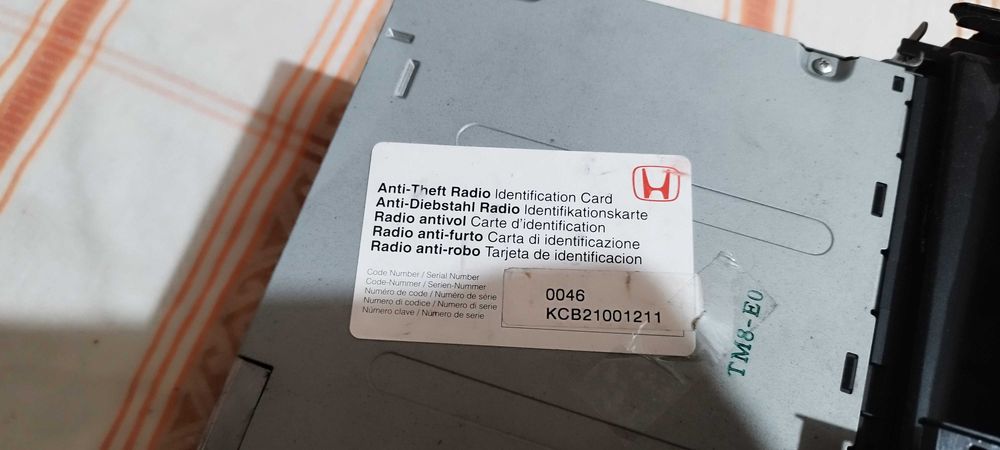 Anti-Theft Radio Identification Card
Anti-Diebstahl Radio Identifikationskarte
Radio antivol Carte d'identification
Radio anti-furto Carta di identificazione
Radio anti-robo Tarjeta de identificacion
Code Number / Serial Number
Code-Nummer / Serien-Nummer
Numéro de code / Numéro de série
Numero di codice / Numero di serie
Número clave / Número de serie
0046
KCB21001211
TM8-E0